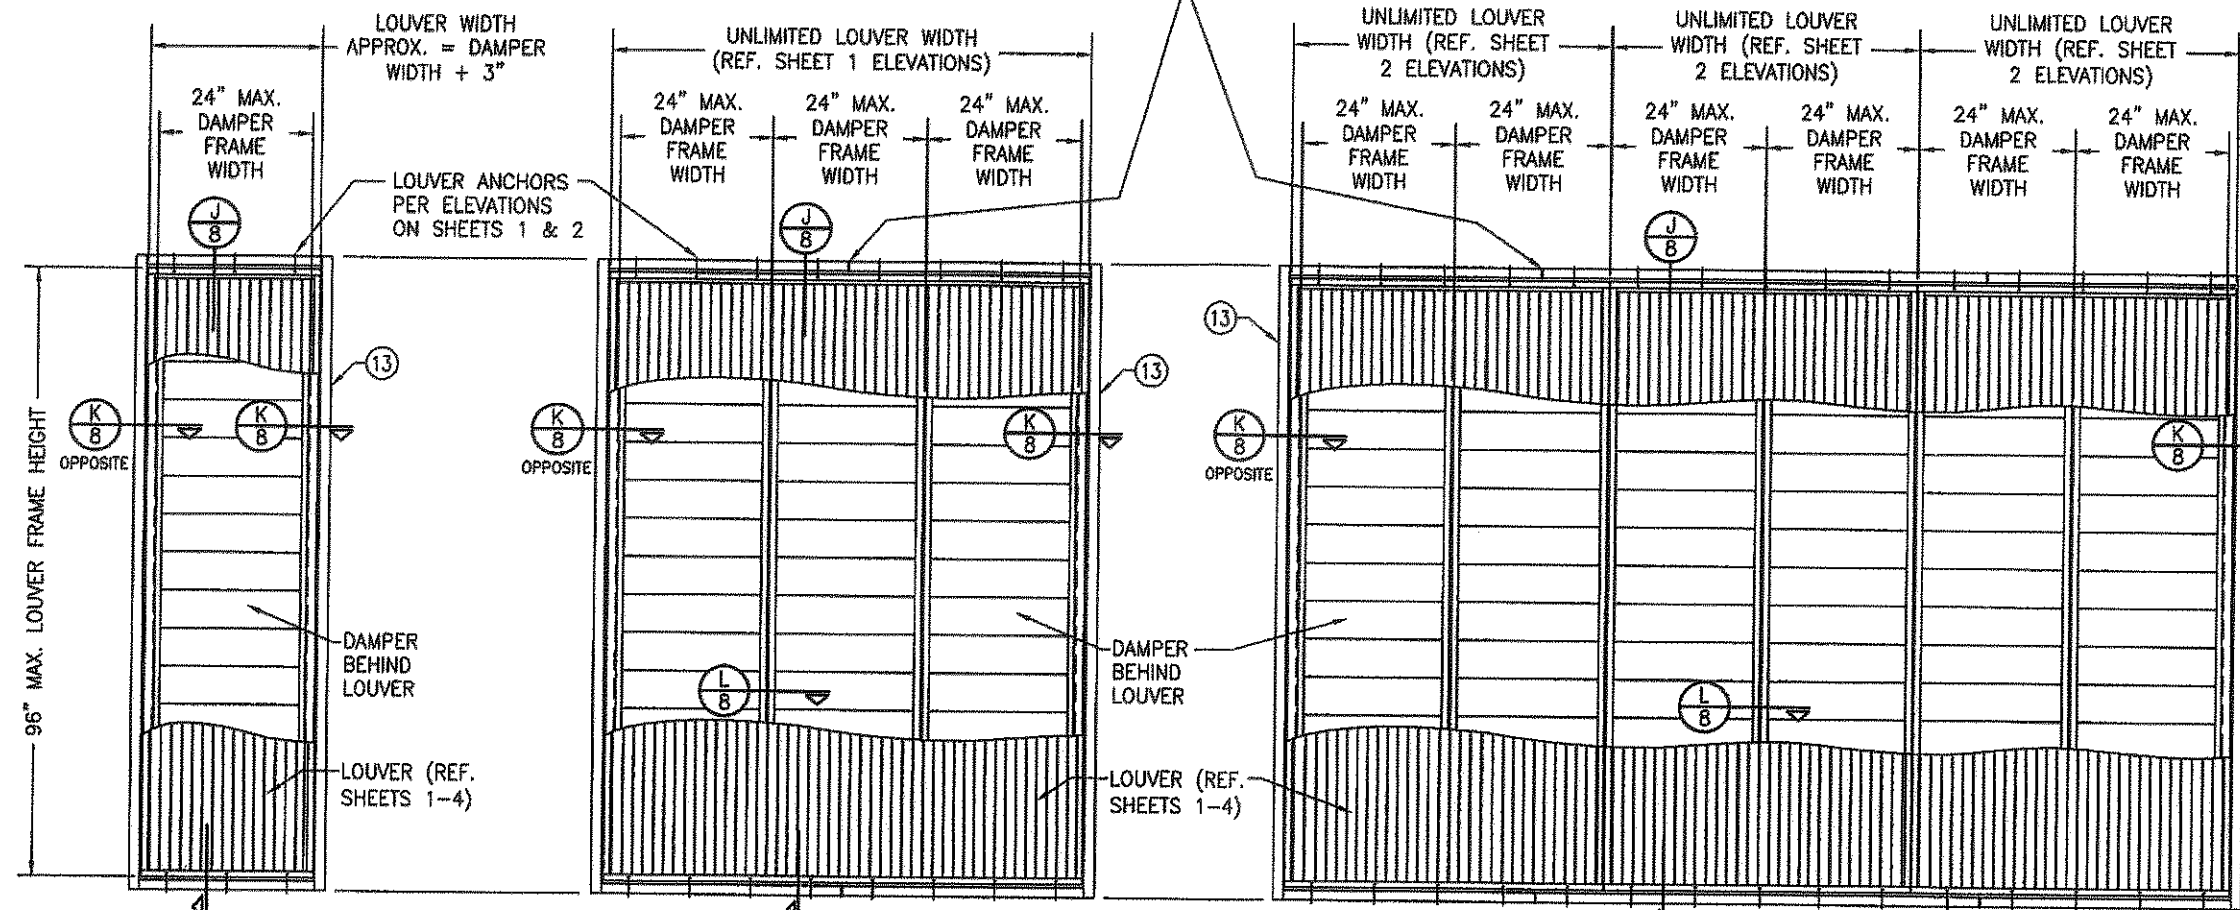 LOUVER WIDTH
APPROX. = DAMPER
WIDTH + 3"
24" MAX.
DAMPER
FRAME
WIDTH
J
8
LOUVER ANCHORS
PER ELEVATIONS
ON SHEETS 1 & 2
13
K
8
OPPOSITE
K
8
96" MAX. LOUVER FRAME HEIGHT
DAMPER
BEHIND
LOUVER
LOUVER (REF.
SHEETS 1-4)
UNLIMITED LOUVER WIDTH
(REF. SHEET 1 ELEVATIONS)
24" MAX.
DAMPER
FRAME
WIDTH
24" MAX.
DAMPER
FRAME
WIDTH
24" MAX.
DAMPER
FRAME
WIDTH
J
8
13
K
8
OPPOSITE
K
8
L
8
DAMPER
BEHIND
LOUVER
LOUVER (REF.
SHEETS 1-4)
UNLIMITED LOUVER
WIDTH (REF. SHEET
2 ELEVATIONS)
UNLIMITED LOUVER
WIDTH (REF. SHEET
2 ELEVATIONS)
UNLIMITED LOUVER
WIDTH (REF. SHEET
2 ELEVATIONS)
24" MAX.
DAMPER
FRAME
WIDTH
24" MAX.
DAMPER
FRAME
WIDTH
24" MAX.
DAMPER
FRAME
WIDTH
24" MAX.
DAMPER
FRAME
WIDTH
24" MAX.
DAMPER
FRAME
WIDTH
24" MAX.
DAMPER
FRAME
WIDTH
J
8
13
K
8
OPPOSITE
K
8
L
8